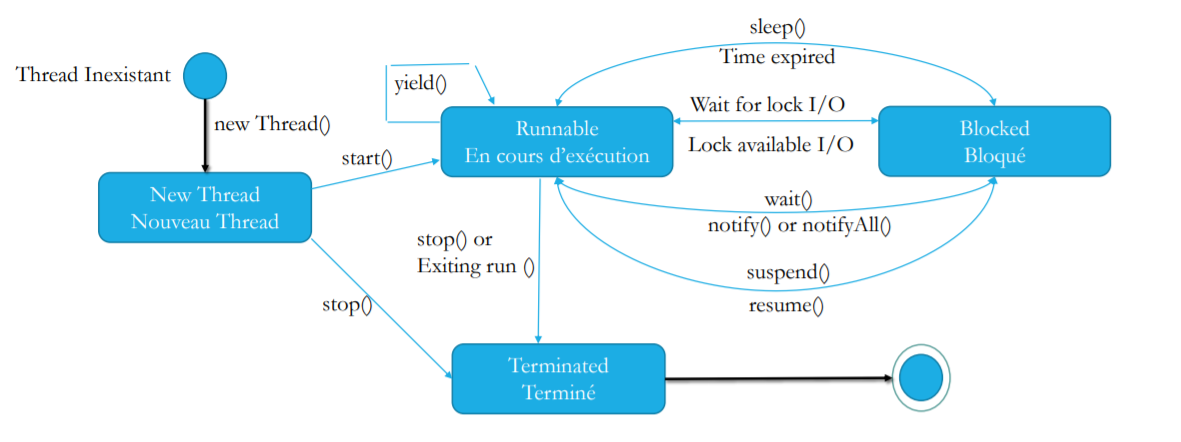 sleep()
Time expired
Thread Inexistant
yield()
new Thread()
Wait for lock I/O
Runnable
En cours d'exécution
Blocked
Bloqué
Lock available I/O
start()
New Thread
Nouveau Thread
wait()
notify() or notifyAll()
stop() or
Exiting run ()
suspend()
resume()
stop()
Terminated
Terminé